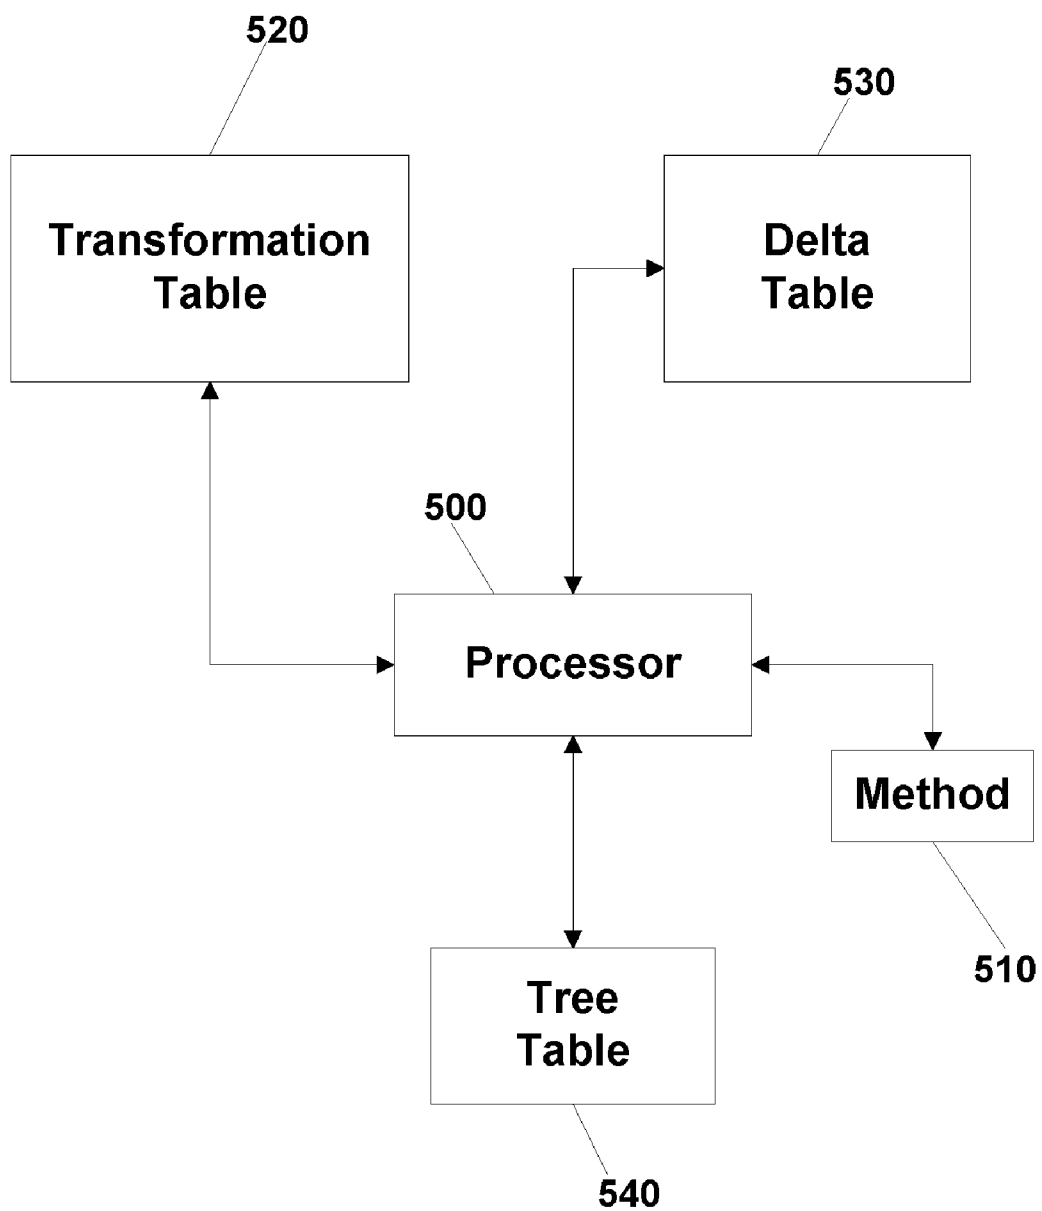 520
530
Transformation
Table
Delta
Table
500
Processor
Method
510
Tree
Table
540